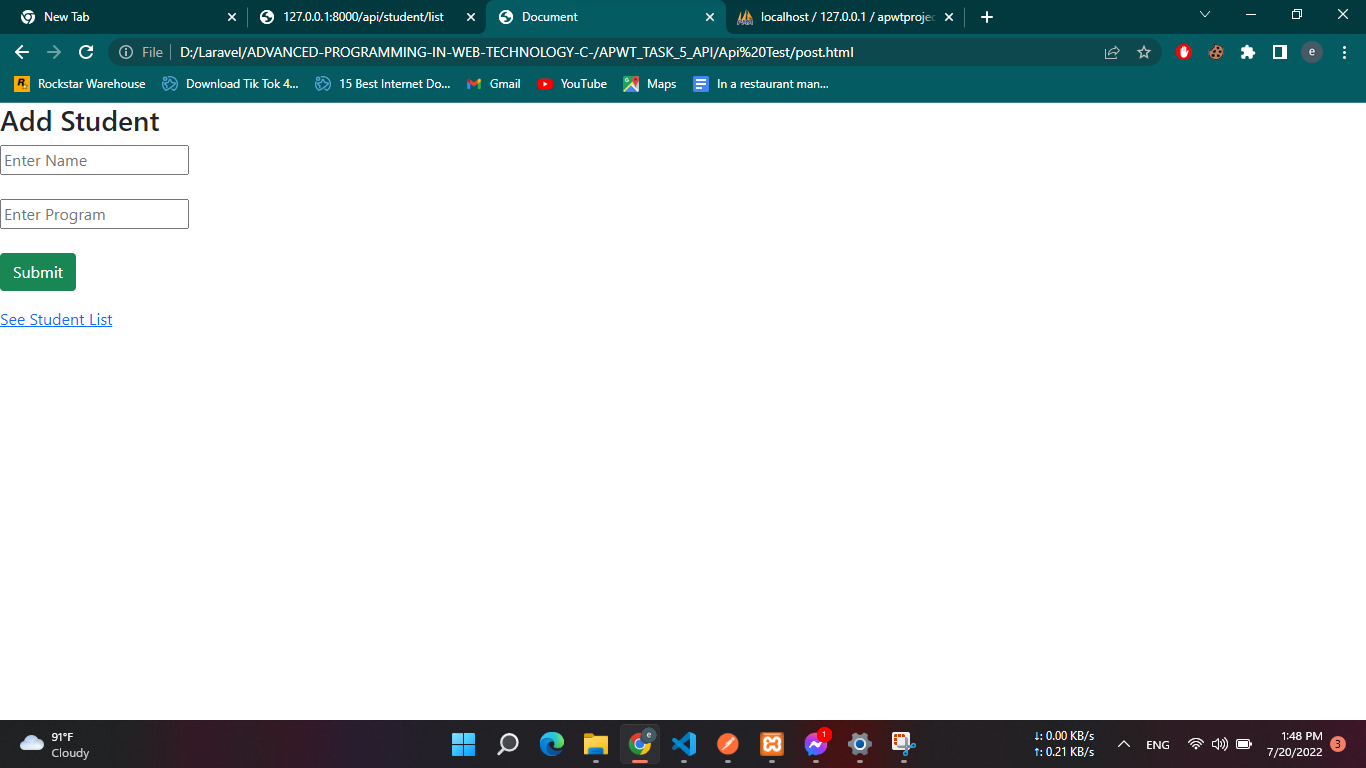 New Tab
127.0.0.1:8000/api/student/list
Document
localhost / 127.0.0.1 / apwtprojec
File
D:/Laravel/ADVANCED-PROGRAMMING-IN-WEB-TECHNOLOGY-C-/APWT_TASK_5_API/Api%20Test/post.html
e
Rockstar Warehouse
Download Tik Tok 4...
15 Best Internet Do...
Gmail
YouTube
Maps
In a restaurant man...
Add Student
Enter Name
Enter Program
Submit
See Student List
91°F
Cloudy
e
1
↓: 0.00 KB/s
↑: 0.21 KB/s
ENG
1:48 PM
7/20/2022
3